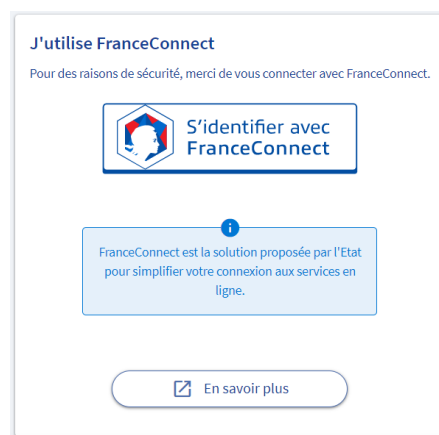 J'utilise FranceConnect
Pour des raisons de sécurité, merci de vous connecter avec FranceConnect.
S'identifier avec
FranceConnect
i
FranceConnect est la solution proposée par l'Etat
pour simplifier votre connexion aux services en
ligne.
En savoir plus